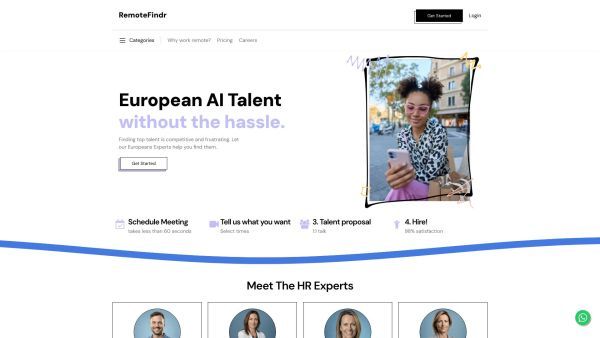 RemoteFindr
Get Started
Login
Categories
Why work remote?
Pricing
Careers
European AI Talent
without the hassle.
Finding top talent is competitive and frustrating. Let
our Europeans Experts help you find them.
Get Started
Schedule Meeting
takes less than 60 seconds
Tell us what you want
Select times
3. Talent proposal
1:1 talk
4. Hire!
98% satisfaction
Meet The HR Experts